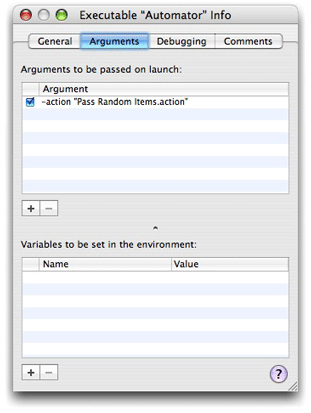 Executable “Automator” Info
General Arguments Debugging Comments
Arguments to be passed on launch:
Argument
-action "Pass Random Items.action"
+ −
Variables to be set in the environment:
Name Value
+ −
?